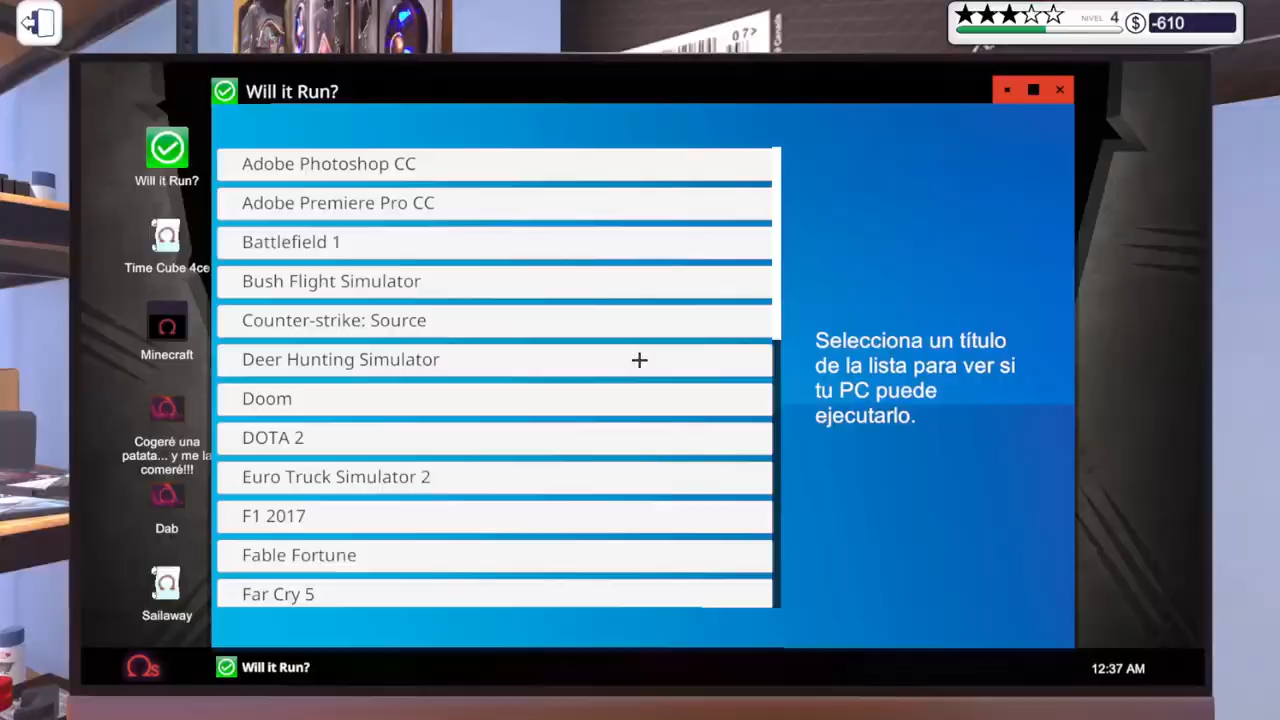 NIVEL 4
$ -610
07>
Canada
Will it Run?
Adobe Photoshop CC
Adobe Premiere Pro CC
Battlefield 1
Bush Flight Simulator
Counter-strike: Source
Deer Hunting Simulator
Doom
DOTA 2
Euro Truck Simulator 2
F1 2017
Fable Fortune
Far Cry 5
Selecciona un título
de la lista para ver si
tu PC puede
ejecutarlo.
Will it Run?
Time Cube 4ce
Minecraft
Cogeré una
patata... y me la
comeré!!!
Dab
Sailaway
Ωs
Will it Run?
12:37 AM